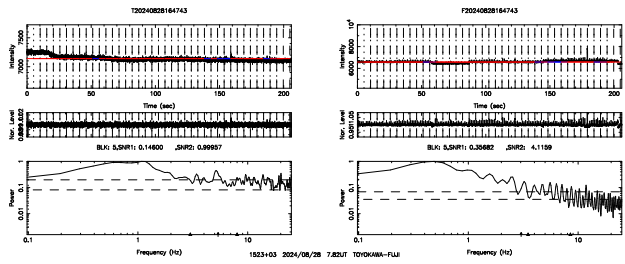 T20240828164743
Intensity
7500
7000
0
50
100
150
200
Time (sec)
Nor. Level
BLK: 5,SNR1: 0.14600 ,SNR2: 0.99957
Power
1
0.1
0.01
0.1
1
10
Frequency (Hz)
F20240828164743
Intensity
10⁴
8000
6000
0
50
100
150
200
Time (sec)
Nor. Level
BLK: 5,SNR1: 0.35682 ,SNR2: 4.1159
Power
1
0.1
0.01
0.1
1
10
Frequency (Hz)
1523+03 2024/08/28 7.82UT TOYOKAWA-FUJI